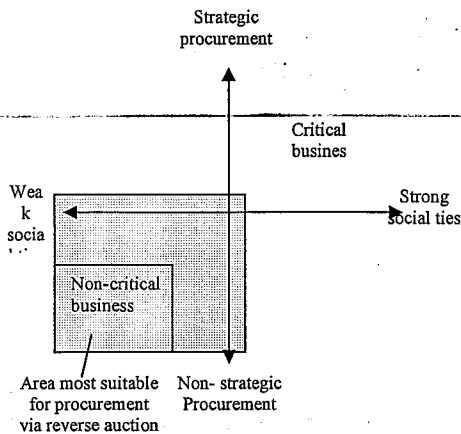 Strategic
procurement
Critical
busines
Wea
k
socia
Strong
social ties
Non-critical
business
Area most suitable
for procurement
via reverse auction
Non- strategic
Procurement